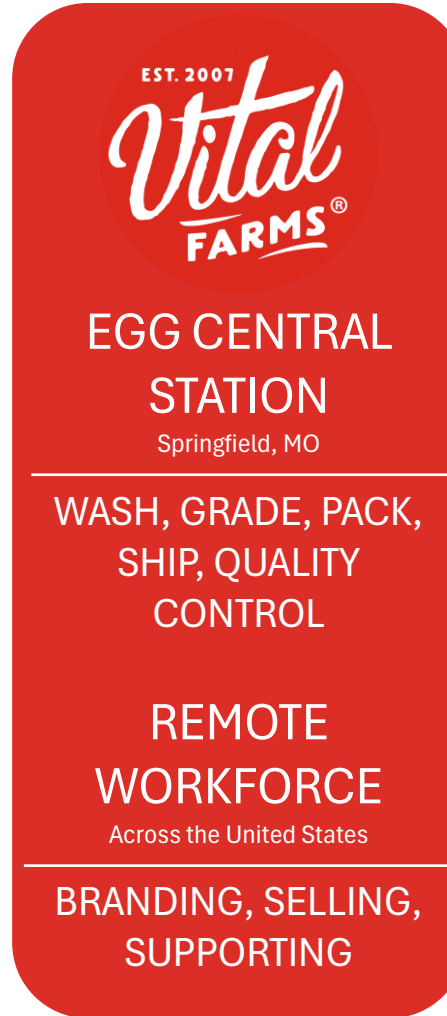 EST. 2007
Vital
FARMS®
EGG CENTRAL
STATION
Springfield, MO
WASH, GRADE, PACK,
SHIP, QUALITY
CONTROL
REMOTE
WORKFORCE
Across the United States
BRANDING, SELLING,
SUPPORTING